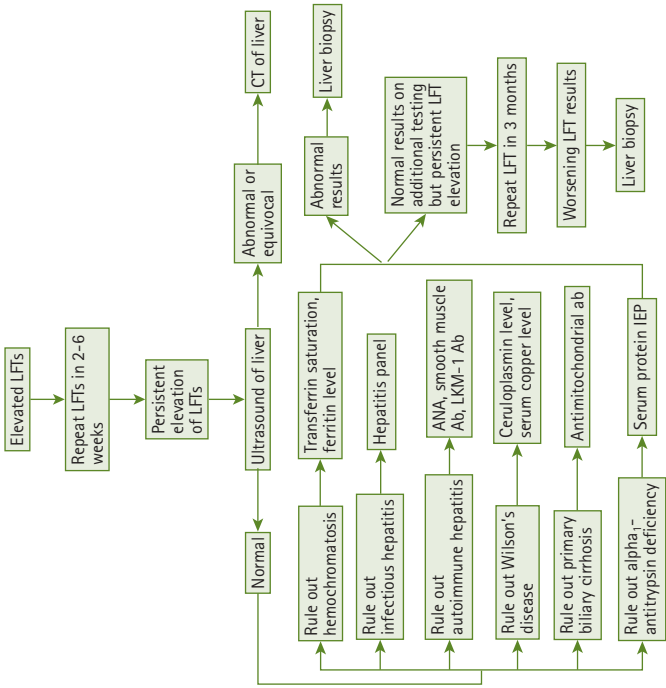 Elevated LFTs
Repeat LFTs in 2–6
weeks
Persistent
elevation
of LFTs
Ultrasound of liver
Normal
Abnormal or
equivocal
CT of liver
Rule out
hemochromatosis
Transferrin saturation,
ferritin level
Rule out
infectious hepatitis
Hepatitis panel
Rule out
autoimmune hepatitis
ANA, smooth muscle
Ab, LKM–1 Ab
Rule out Wilson's
disease
Ceruloplasmin level,
serum copper level
Rule out primary
biliary cirrhosis
Antimitochondrial ab
Rule out alpha₁–
antitrypsin deficiency
Serum protein IEP
Abnormal
results
Liver biopsy
Normal results on
additional testing
but persistent LFT
elevation
Repeat LFT in 3 months
Worsening LFT results
Liver biopsy